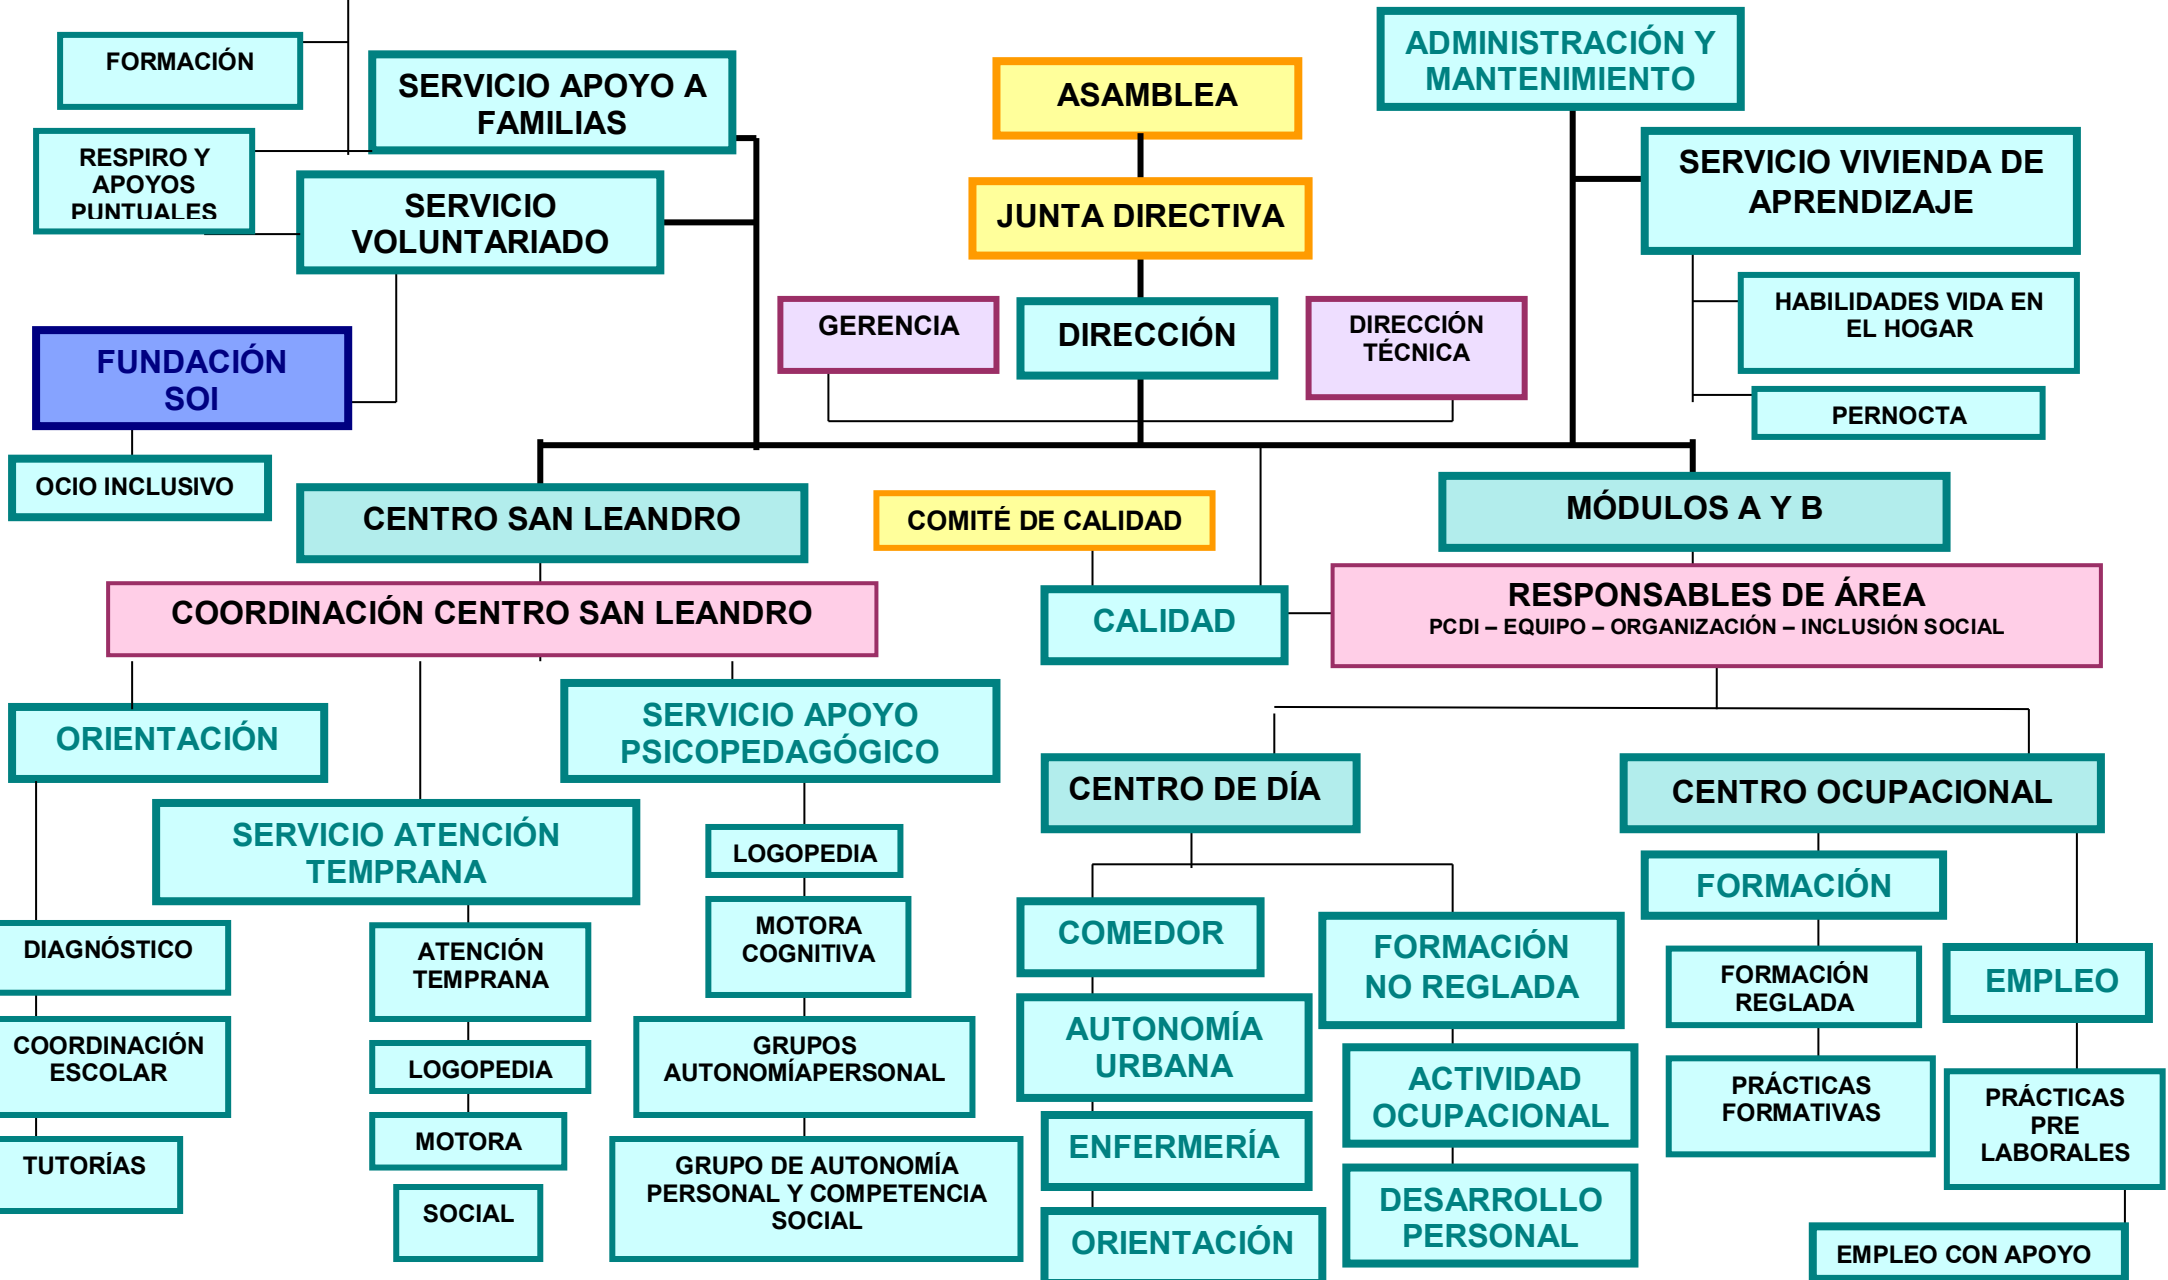 FORMACIÓN
SERVICIO APOYO A
FAMILIAS
RESPIRO Y
APOYOS
PUNTUALES
SERVICIO
VOLUNTARIADO
FUNDACIÓN
SOI
OCIO INCLUSIVO
ASAMBLEA
JUNTA DIRECTIVA
GERENCIA
DIRECCIÓN
DIRECCIÓN
TÉCNICA
ADMINISTRACIÓN Y
MANTENIMIENTO
SERVICIO VIVIENDA DE
APRENDIZAJE
HABILIDADES VIDA EN
EL HOGAR
PERNOCTA
CENTRO SAN LEANDRO
COMITÉ DE CALIDAD
MÓDULOS A Y B
COORDINACIÓN CENTRO SAN LEANDRO
CALIDAD
RESPONSABLES DE ÁREA
PCDI – EQUIPO – ORGANIZACIÓN – INCLUSIÓN SOCIAL
ORIENTACIÓN
DIAGNÓSTICO
COORDINACIÓN
ESCOLAR
TUTORÍAS
SERVICIO ATENCIÓN
TEMPRANA
ATENCIÓN
TEMPRANA
LOGOPEDIA
MOTORA
SOCIAL
SERVICIO APOYO
PSICOPEDAGÓGICO
LOGOPEDIA
MOTORA
COGNITIVA
GRUPOS
AUTONOMÍAPERSONAL
GRUPO DE AUTONOMÍA
PERSONAL Y COMPETENCIA
SOCIAL
CENTRO DE DÍA
COMEDOR
AUTONOMÍA
URBANA
ENFERMERÍA
ORIENTACIÓN
FORMACIÓN
NO REGLADA
ACTIVIDAD
OCUPACIONAL
DESARROLLO
PERSONAL
CENTRO OCUPACIONAL
FORMACIÓN
FORMACIÓN
REGLADA
PRÁCTICAS
FORMATIVAS
EMPLEO
PRÁCTICAS
PRE
LABORALES
EMPLEO CON APOYO